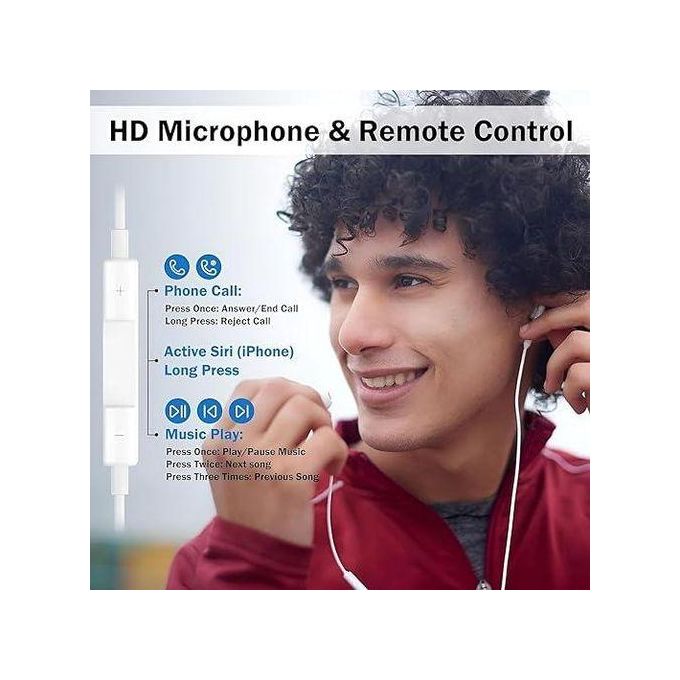 HD Microphone & Remote Control
+
Phone Call:
Press Once: Answer/End Call
Long Press: Reject Call
Active Siri (iPhone)
Long Press
Music Play:
−
Press Once: Play/Pause Music
Press Twice: Next song
Press Three Times: Previous Song